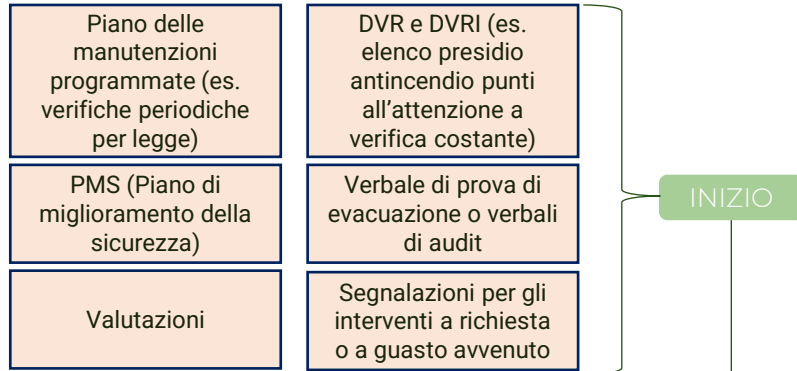 Piano delle
manutenzioni
programmate (es.
verifiche periodiche
per legge)
DVR e DVRI (es.
elenco presidio
antincendio punti
all'attenzione a
verifica costante)
PMS (Piano di
miglioramento della
sicurezza)
Verbale di prova di
evacuazione o verbali
di audit
INIZIO
Valutazioni
Segnalazioni per gli
interventi a richiesta
o a guasto avvenuto